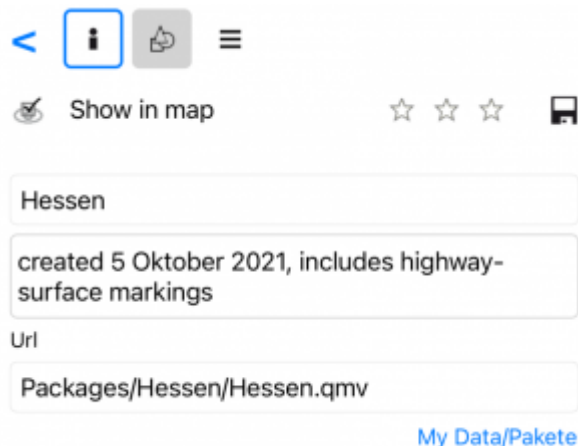 Show in map
Hessen
created 5 Oktober 2021, includes highway-
surface markings
Url
Packages/Hessen/Hessen.qmv
My Data/Pakete